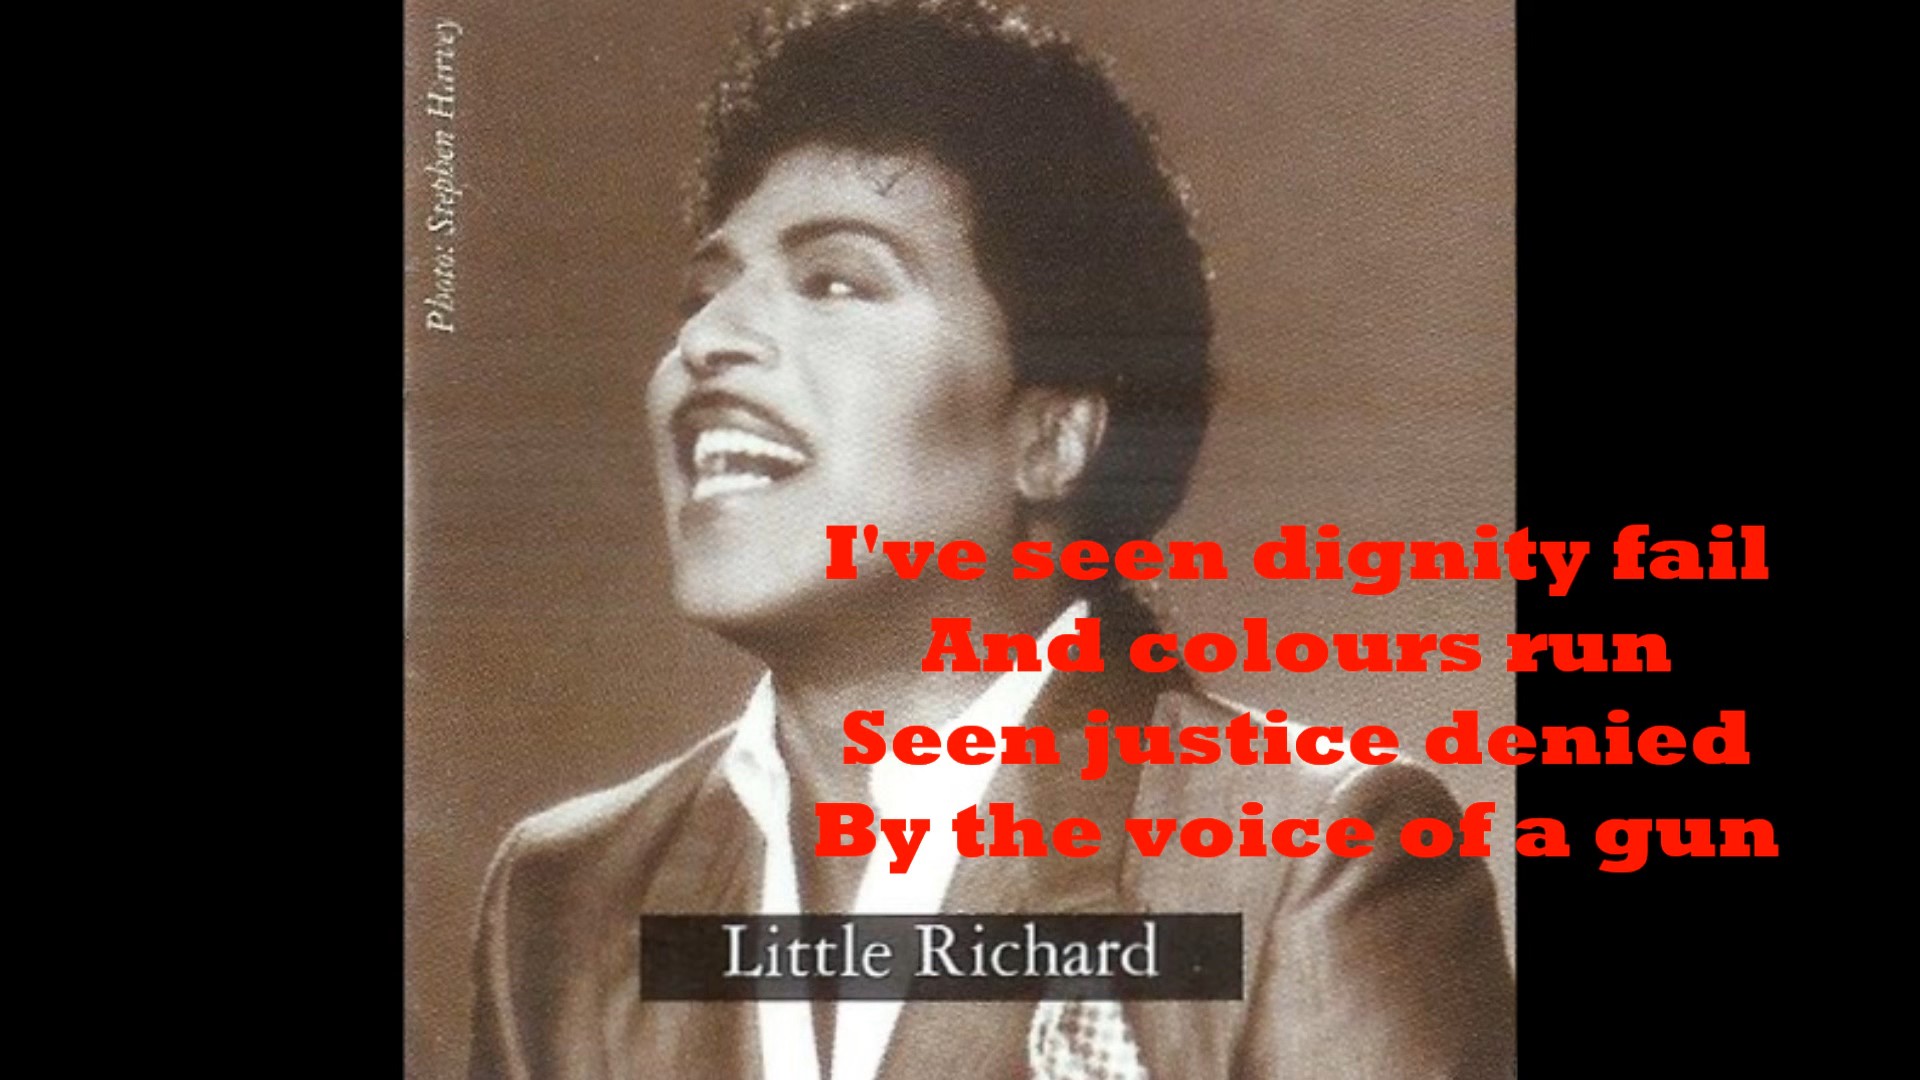 Photo: Stephen Harvey
I've seen dignity fail
And colours run
Seen justice denied
By the voice of a gun
Little Richard